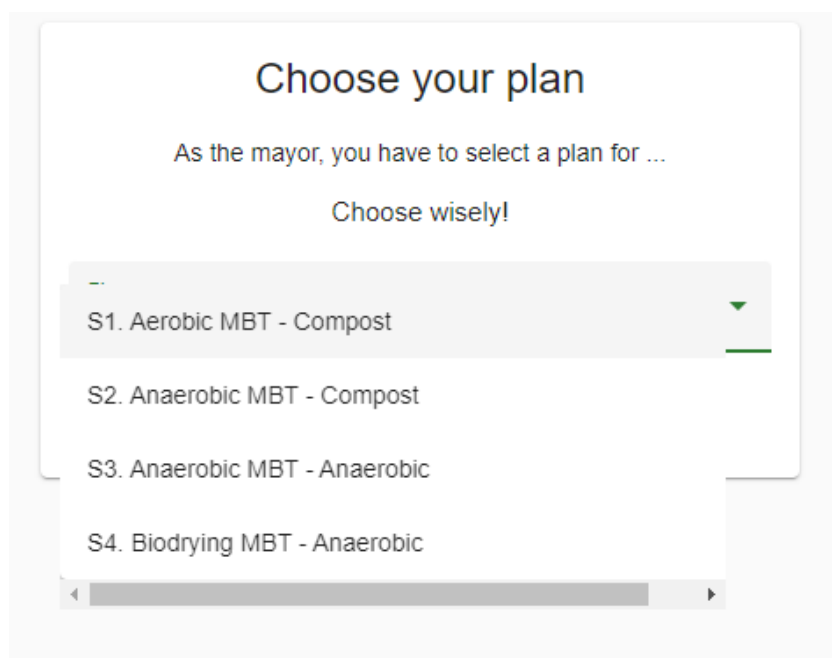 Choose your plan
As the mayor, you have to select a plan for ...
Choose wisely!
S1. Aerobic MBT - Compost
S2. Anaerobic MBT - Compost
S3. Anaerobic MBT - Anaerobic
S4. Biodrying MBT - Anaerobic